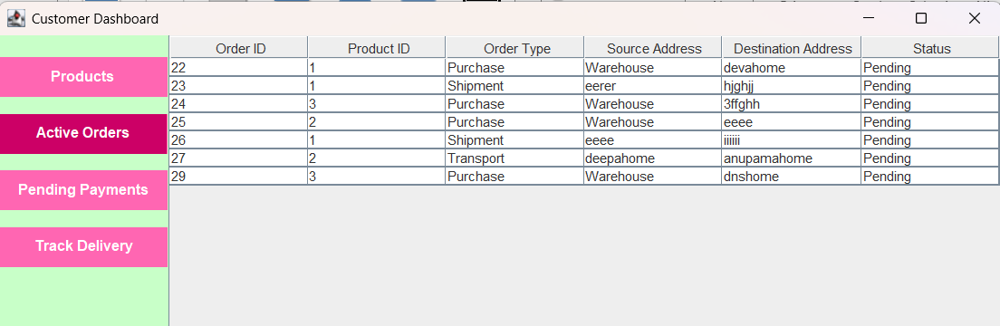 Customer Dashboard
Products
Active Orders
Pending Payments
Track Delivery
Order ID Product ID Order Type Source Address Destination Address Status
22 1 Purchase Warehouse devahome Pending
23 1 Shipment eerer hjghjj Pending
24 3 Purchase Warehouse 3ffghh Pending
25 2 Purchase Warehouse eeee Pending
26 1 Shipment eeee iiiiii Pending
27 2 Transport deepahome anupamahome Pending
29 3 Purchase Warehouse dnshome Pending